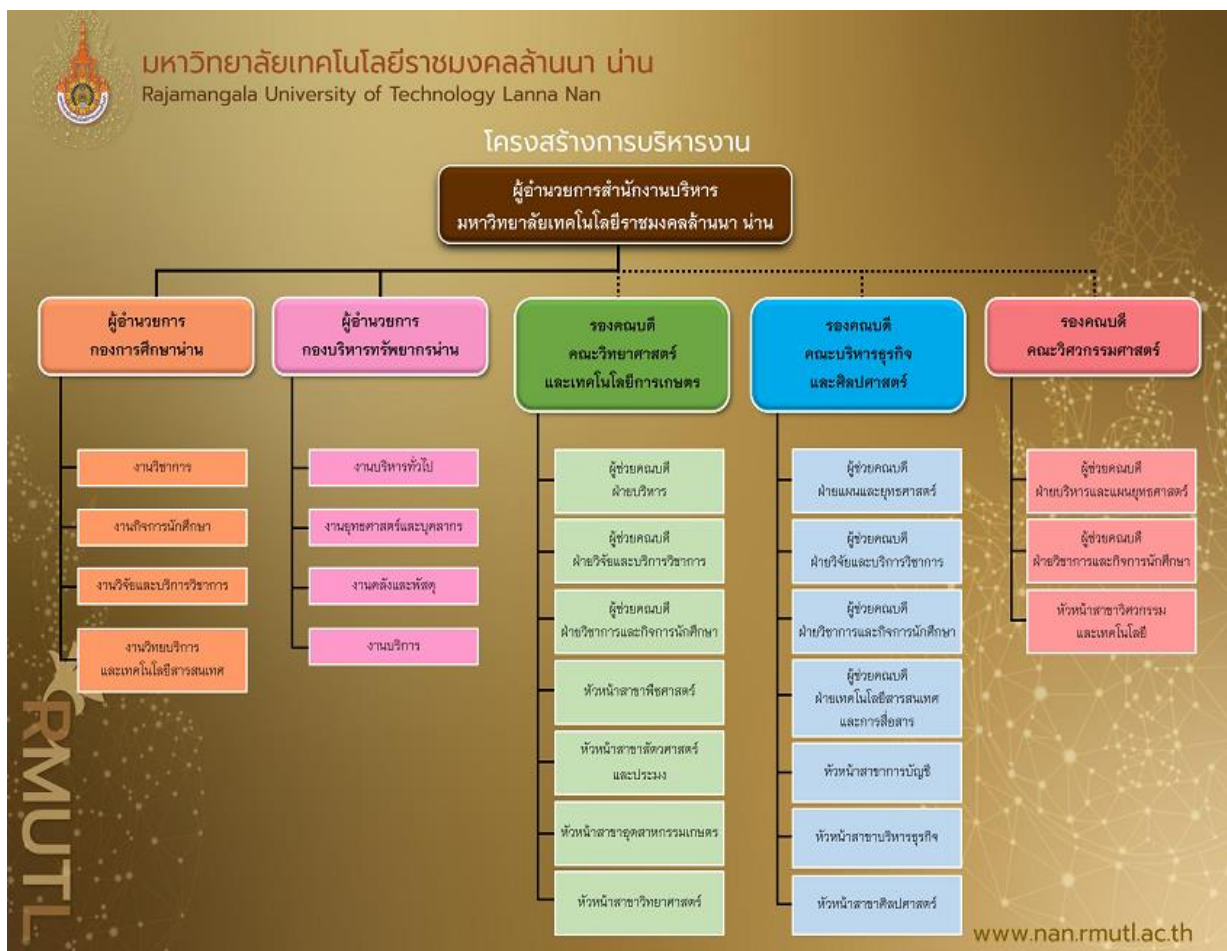 มหาวิทยาลัยเทคโนโลยีราชมงคลล้านนา น่าน
Rajamangala University of Technology Lanna Nan
โครงสร้างการบริหารงาน
ผู้อำนวยการสำนักงานบริหาร
มหาวิทยาลัยเทคโนโลยีราชมงคลล้านนา น่าน
ผู้อำนวยการ
กองการศึกษาน่าน
งานวิชาการ
งานกิจการนักศึกษา
งานวิจัยและบริการวิชาการ
งานวิทยบริการ
และเทคโนโลยีสารสนเทศ
ผู้อำนวยการ
กองบริหารทรัพยากรน่าน
งานบริหารทั่วไป
งานยุทธศาสตร์และบุคลากร
งานคลังและพัสดุ
งานบริการ
รองคณบดี
คณะวิทยาศาสตร์
และเทคโนโลยีการเกษตร
ผู้ช่วยคณบดี
ฝ่ายบริหาร
ผู้ช่วยคณบดี
ฝ่ายวิจัยและบริการวิชาการ
ผู้ช่วยคณบดี
ฝ่ายวิชาการและกิจการนักศึกษา
หัวหน้าสาขาพืชศาสตร์
หัวหน้าสาขาสัตวศาสตร์
และประมง
หัวหน้าสาขาอุตสาหกรรมเกษตร
หัวหน้าสาขาวิทยาศาสตร์
รองคณบดี
คณะบริหารธุรกิจ
และศิลปศาสตร์
ผู้ช่วยคณบดี
ฝ่ายแผนและยุทธศาสตร์
ผู้ช่วยคณบดี
ฝ่ายวิจัยและบริการวิชาการ
ผู้ช่วยคณบดี
ฝ่ายวิชาการและกิจการนักศึกษา
ผู้ช่วยคณบดี
ฝ่ายเทคโนโลยีสารสนเทศ
และการสื่อสาร
หัวหน้าสาขาการบัญชี
หัวหน้าสาขาบริหารธุรกิจ
หัวหน้าสาขาศิลปศาสตร์
รองคณบดี
คณะวิศวกรรมศาสตร์
ผู้ช่วยคณบดี
ฝ่ายบริหารและแผนยุทธศาสตร์
ผู้ช่วยคณบดี
ฝ่ายวิชาการและกิจการนักศึกษา
หัวหน้าสาขาวิศวกรรม
และเทคโนโลยี
RMUTL
www.nan.rmutl.ac.th